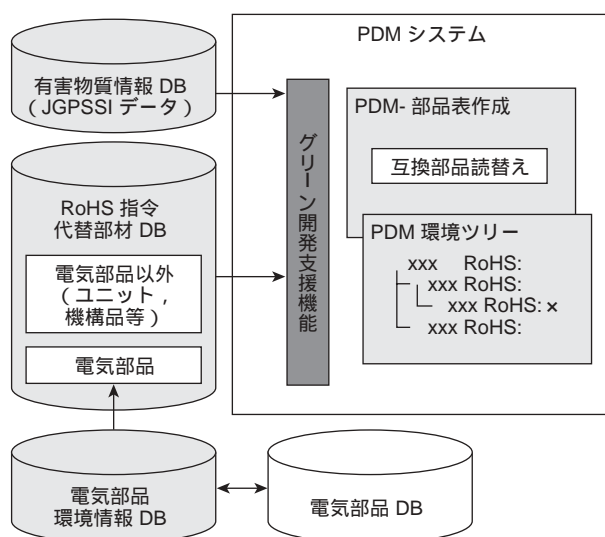 PDM システム
有害物質情報 DB
(JGPSSI データ)
グリーン開発支援機能
PDM- 部品表作成
互換部品読替え
RoHS 指令
代替部材 DB
電気部品以外
(ユニット,
機構品等)
電気部品
PDM 環境ツリー
xxx RoHS:
xxx RoHS:
xxx RoHS: ×
xxx RoHS:
電気部品
環境情報 DB
電気部品 DB